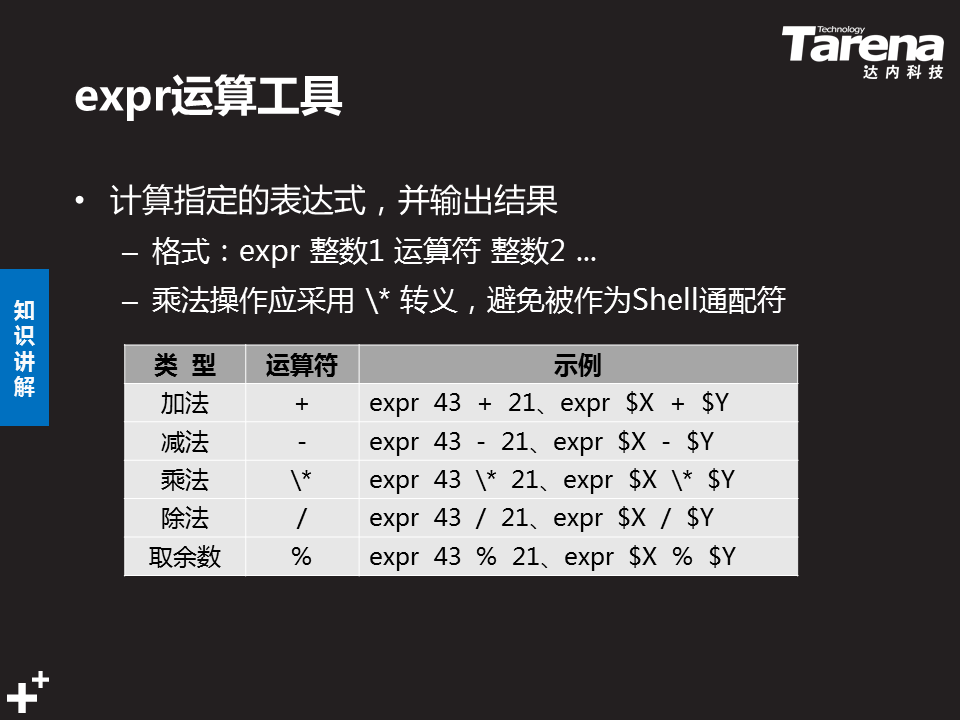 Technology
Tarena
达内科技
expr运算工具
• 计算指定的表达式，并输出结果
– 格式：expr 整数1 运算符 整数2 ...
– 乘法操作应采用 \* 转义，避免被作为Shell通配符
知识讲解
类 型 运算符 示例
加法 + expr 43 + 21、expr $X + $Y
减法 - expr 43 - 21、expr $X - $Y
乘法 \* expr 43 \* 21、expr $X \* $Y
除法 / expr 43 / 21、expr $X / $Y
取余数 % expr 43 % 21、expr $X % $Y